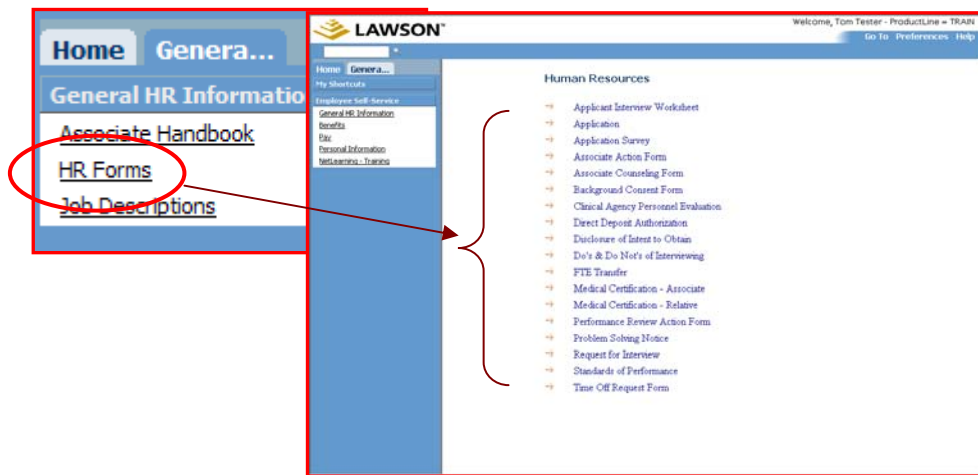 Home Genera...
General HR Informatio
Associate Handbook
HR Forms
Job Descriptions
LAWSON™
Welcome, Tom Tester - ProductLine = TRAIN
Go To Preferences Help
Home Genera...
My Shortcuts
Employee Self-Service
General HR Information
Benefits
Pay
Personal Information
NetLearning - Training
Human Resources
Applicant Interview Worksheet
Application
Application Survey
Associate Action Form
Associate Counseling Form
Background Consent Form
Clinical Agency Personnel Evaluation
Direct Deposit Authorization
Disclosure of Intent to Obtain
Do's & Do Not's of Interviewing
FTE Transfer
Medical Certification - Associate
Medical Certification - Relative
Performance Review Action Form
Problem Solving Notice
Request for Interview
Standards of Performance
Time Off Request Form